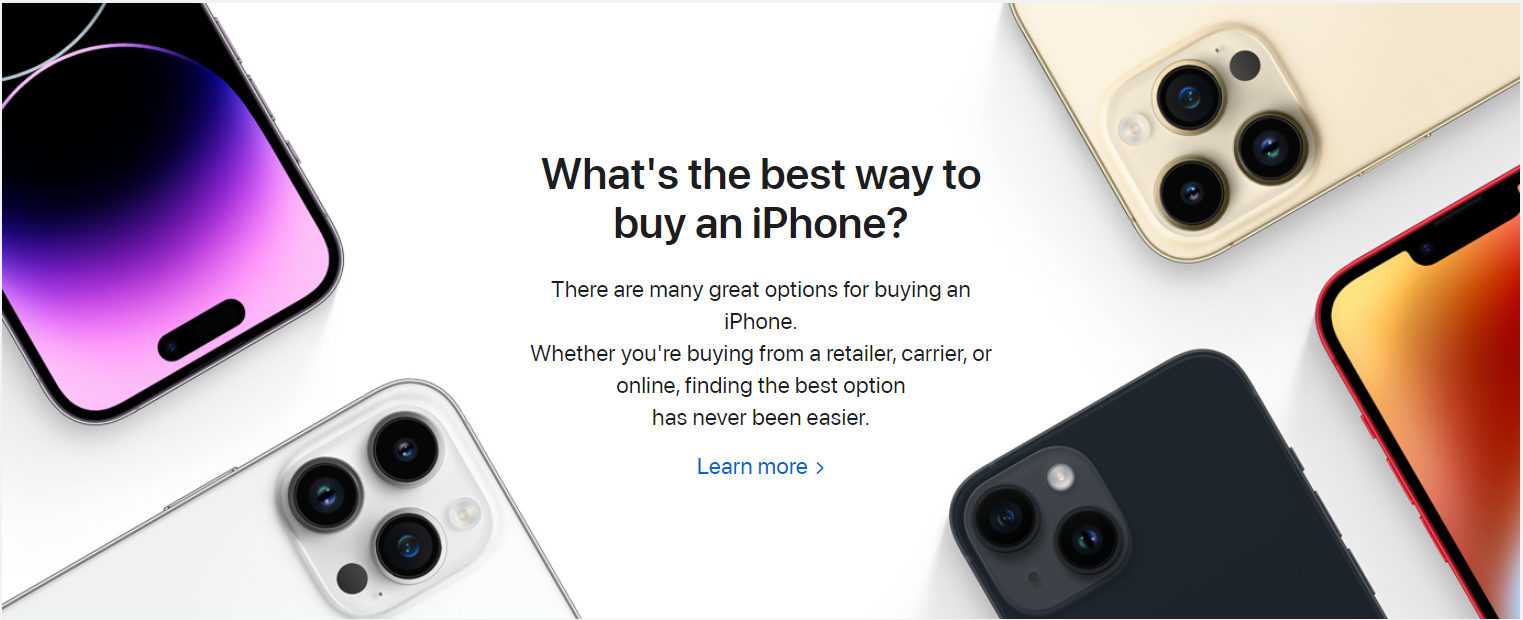 What's the best way to
buy an iPhone?
There are many great options for buying an
iPhone.
Whether you're buying from a retailer, carrier, or
online, finding the best option
has never been easier.
Learn more >